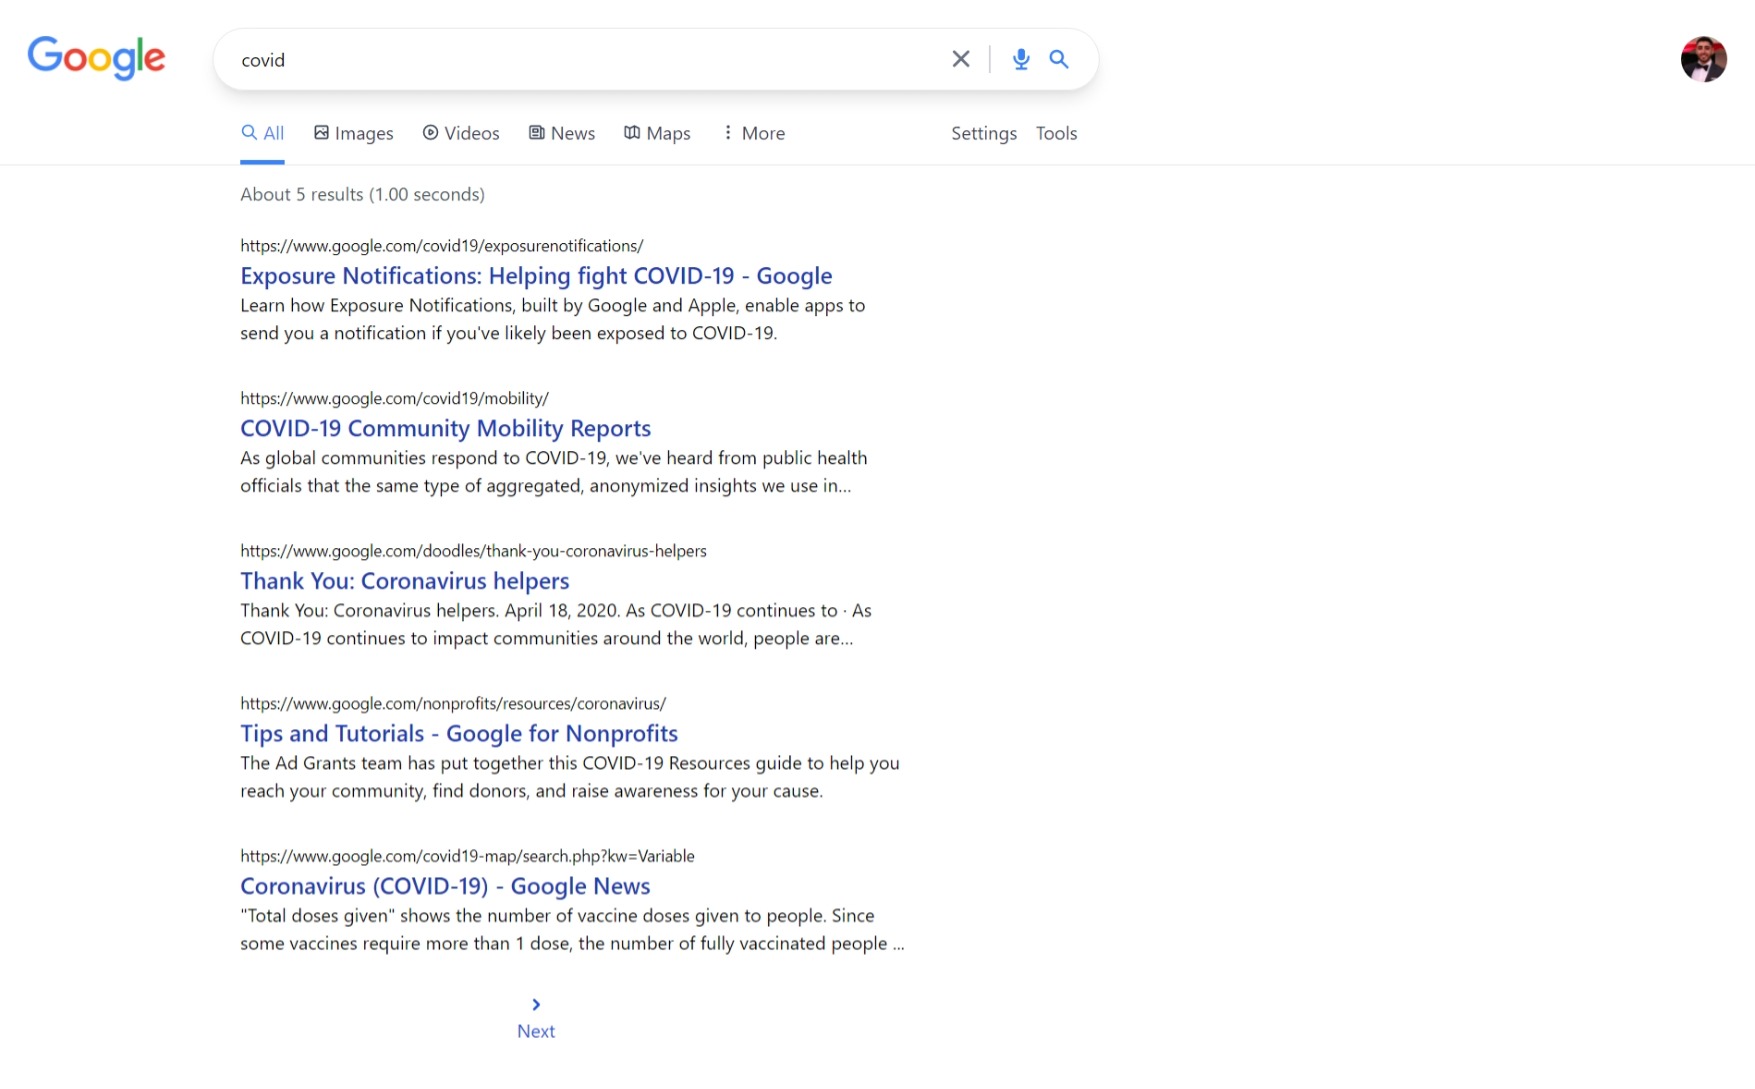 Google
covid
All Images Videos News Maps More Settings Tools
About 5 results (1.00 seconds)
https://www.google.com/covid19/exposurenotifications/
Exposure Notifications: Helping fight COVID-19 - Google
Learn how Exposure Notifications, built by Google and Apple, enable apps to
send you a notification if you've likely been exposed to COVID-19.
https://www.google.com/covid19/mobility/
COVID-19 Community Mobility Reports
As global communities respond to COVID-19, we've heard from public health
officials that the same type of aggregated, anonymized insights we use in...
https://www.google.com/doodles/thank-you-coronavirus-helpers
Thank You: Coronavirus helpers
Thank You: Coronavirus helpers. April 18, 2020. As COVID-19 continues to · As
COVID-19 continues to impact communities around the world, people are...
https://www.google.com/nonprofits/resources/coronavirus/
Tips and Tutorials - Google for Nonprofits
The Ad Grants team has put together this COVID-19 Resources guide to help you
reach your community, find donors, and raise awareness for your cause.
https://www.google.com/covid19-map/search.php?kw=Variable
Coronavirus (COVID-19) - Google News
"Total doses given" shows the number of vaccine doses given to people. Since
some vaccines require more than 1 dose, the number of fully vaccinated people ...
Next